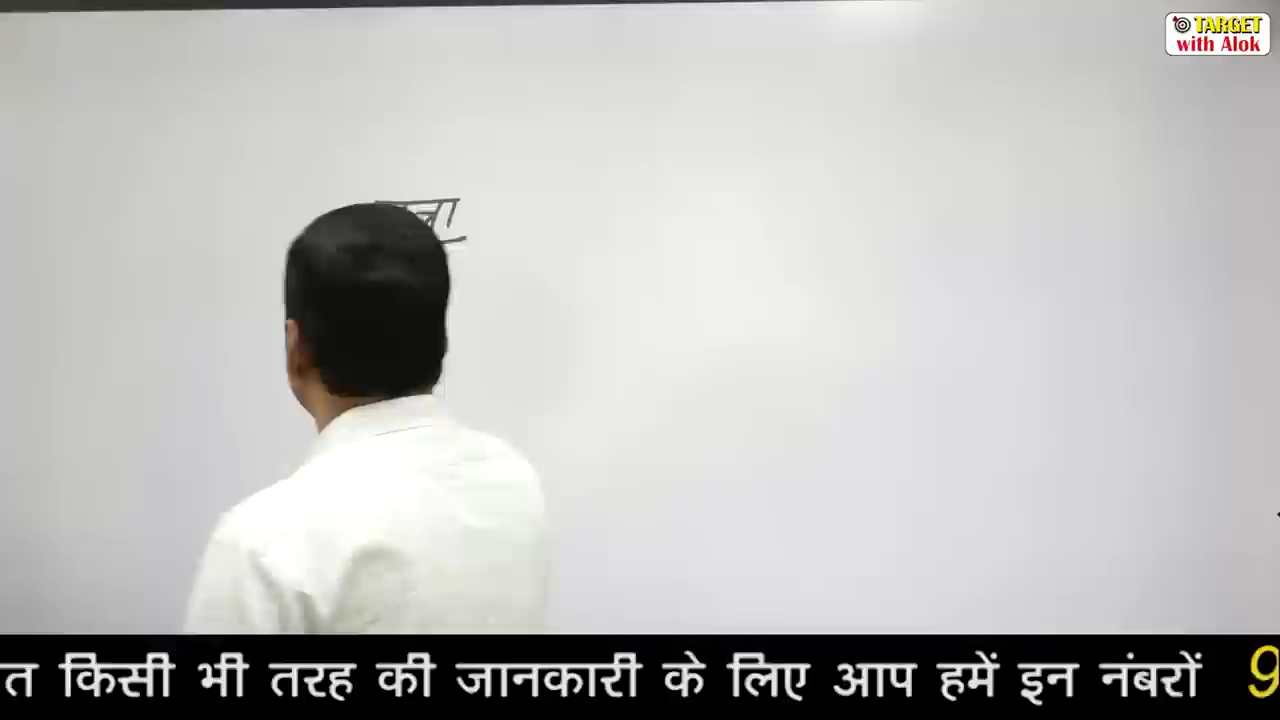 TARGET
with Alok
किसी भी तरह की जानकारी के लिए आप हमें इन नंबरों 9